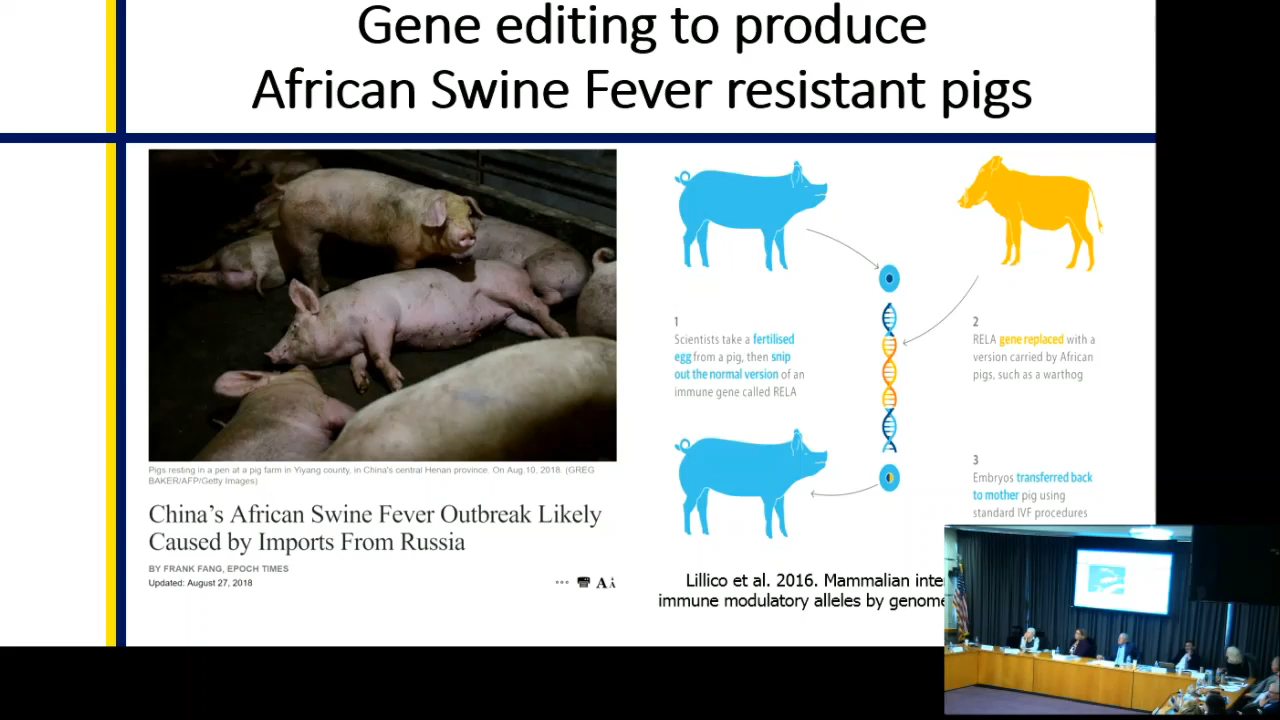 Gene editing to produce
African Swine Fever resistant pigs
Pigs resting in a pen at a pig farm in Yiyang county, in China's central Henan province. On Aug.10, 2018. (GREG
BAKER/AFP/Getty Images)
China's African Swine Fever Outbreak Likely
Caused by Imports From Russia
BY FRANK FANG, EPOCH TIMES
Updated: August 27, 2018
1
Scientists take a fertilised
egg from a pig, then snip
out the normal version of an
immune gene called RELA
2
RELA gene replaced with a
version carried by African
pigs, such as a warthog
3
Embryos transferred back
to mother pig using
standard IVF procedures
Lillico et al. 2016. Mammalian inte
immune modulatory alleles by genome